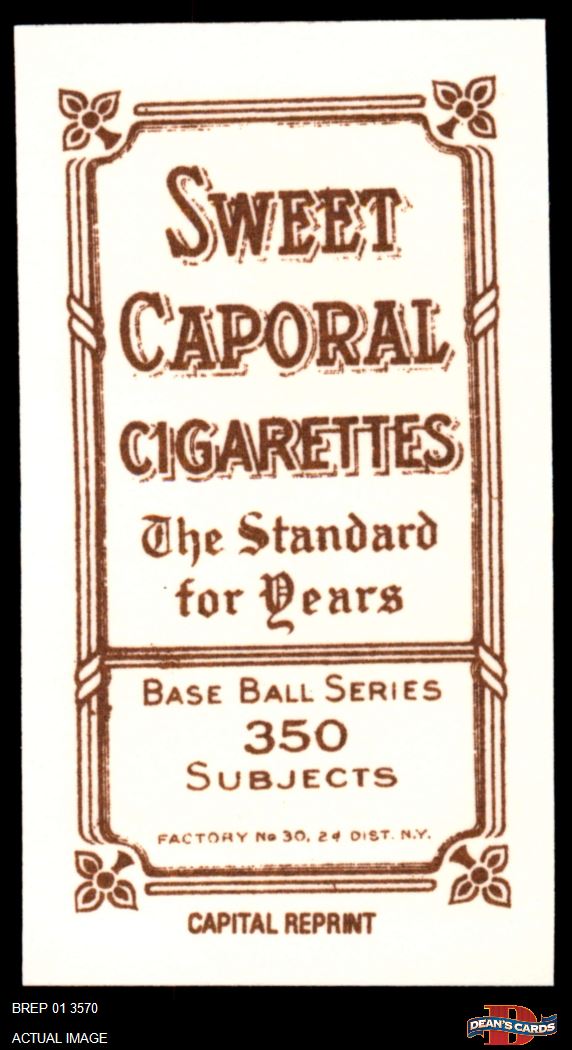 SWEET
CAPORAL
CIGARETTES
The Standard
for Years
BASE BALL SERIES
350
SUBJECTS
FACTORY No 30, 2d DIST. N.Y.
CAPITAL REPRINT
BREP 01 3570
ACTUAL IMAGE
D
DEAN'S CARDS